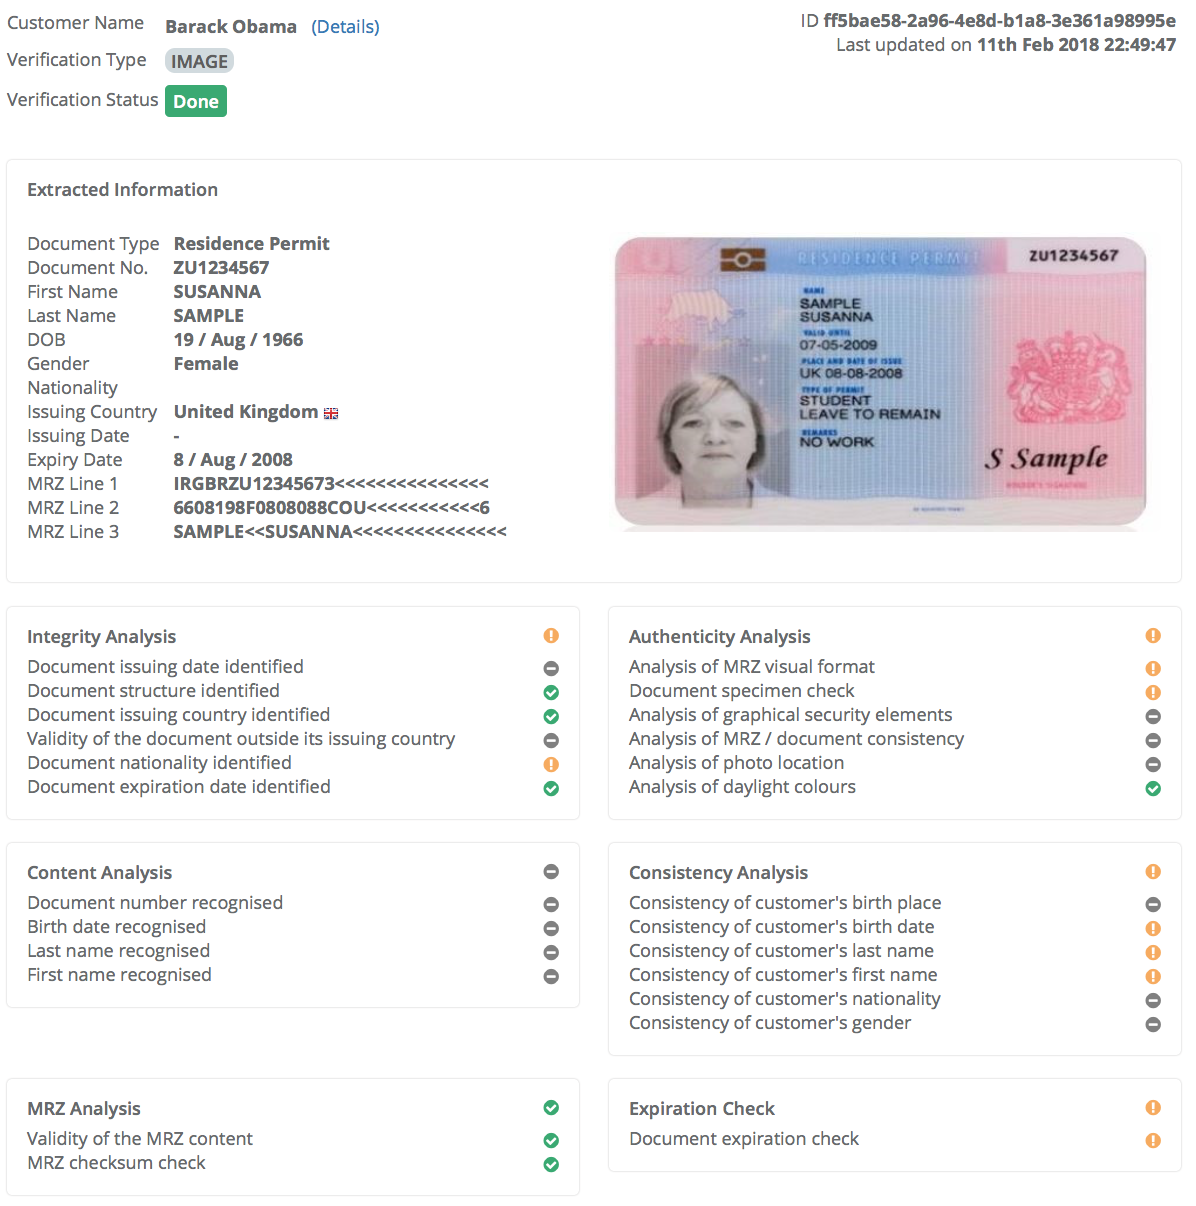 Customer Name Barack Obama (Details)
ID ff5bae58-2a96-4e8d-b1a8-3e361a98995e
Last updated on 11th Feb 2018 22:49:47
Verification Type IMAGE
Verification Status Done
Extracted Information
Document Type Residence Permit
Document No. ZU1234567
First Name SUSANNA
Last Name SAMPLE
DOB 19 / Aug / 1966
Gender Female
Nationality
Issuing Country United Kingdom
Issuing Date -
Expiry Date 8 / Aug / 2008
MRZ Line 1 IRGBRZU12345673<<<<<<<<<<<<<<<
MRZ Line 2 6608198F0808088COU<<<<<<<<<<<6
MRZ Line 3 SAMPLE<<SUSANNA<<<<<<<<<<<<<<<
RESIDENCE PERMIT
ZU1234567
NAME
SAMPLE
SUSANNA
VALID UNTIL
07-05-2009
PLACE AND DATE OF ISSUE
UK 08-08-2008
TYPE OF PERMIT
STUDENT
LEAVE TO REMAIN
REMARKS
NO WORK
S Sample
Integrity Analysis
Document issuing date identified
Document structure identified
Document issuing country identified
Validity of the document outside its issuing country
Document nationality identified
Document expiration date identified
Authenticity Analysis
Analysis of MRZ visual format
Document specimen check
Analysis of graphical security elements
Analysis of MRZ / document consistency
Analysis of photo location
Analysis of daylight colours
Content Analysis
Document number recognised
Birth date recognised
Last name recognised
First name recognised
Consistency Analysis
Consistency of customer's birth place
Consistency of customer's birth date
Consistency of customer's last name
Consistency of customer's first name
Consistency of customer's nationality
Consistency of customer's gender
MRZ Analysis
Validity of the MRZ content
MRZ checksum check
Expiration Check
Document expiration check